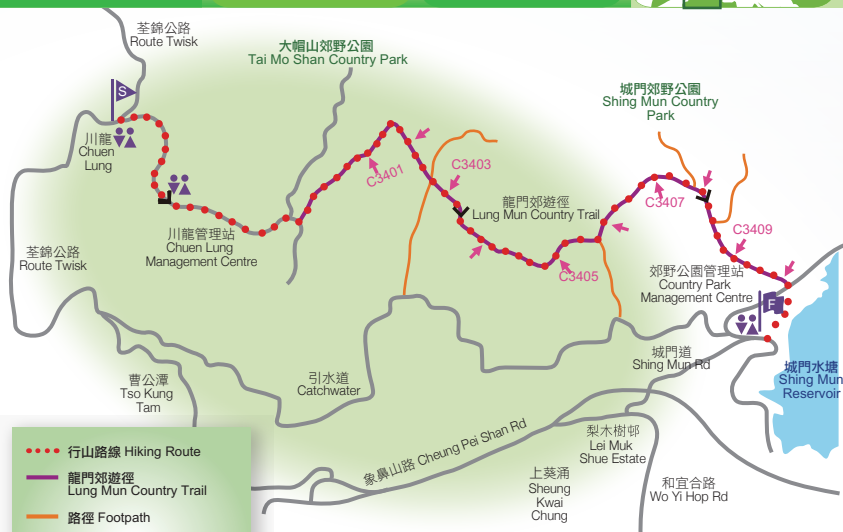 荃錦公路
Route Twisk
大帽山郊野公園
Tai Mo Shan Country Park
城門郊野公園
Shing Mun Country
Park
S
川龍
Chuen
Lung
C3401
C3403
龍門郊遊徑
Lung Mun Country Trail
C3407
川龍管理站
Chuen Lung
Management Centre
C3409
荃錦公路
Route Twisk
C3405
郊野公園管理站
Country Park
Management Centre
F
城門道
Shing Mun Rd
城門水塘
Shing Mun
Reservoir
曹公潭
Tso Kung
Tam
引水道
Catchwater
象鼻山路 Cheung Pei Shan Rd
梨木樹邨
Lei Muk
Shue Estate
上葵涌
Sheung
Kwai
Chung
和宜合路
Wo Yi Hop Rd
行山路線 Hiking Route
龍門郊遊徑
Lung Mun Country Trail
路徑 Footpath